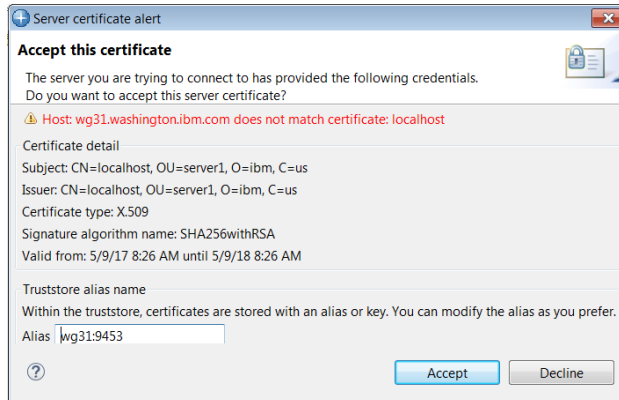 Server certificate alert
Accept this certificate
The server you are trying to connect to has provided the following credentials.
Do you want to accept this server certificate?
Host: wg31.washington.ibm.com does not match certificate: localhost
Certificate detail
Subject: CN=localhost, OU=server1, O=ibm, C=us
Issuer: CN=localhost, OU=server1, O=ibm, C=us
Certificate type: X.509
Signature algorithm name: SHA256withRSA
Valid from: 5/9/17 8:26 AM until 5/9/18 8:26 AM
Truststore alias name
Within the truststore, certificates are stored with an alias or key. You can modify the alias as you prefer.
Alias wg31:9453
Accept Decline